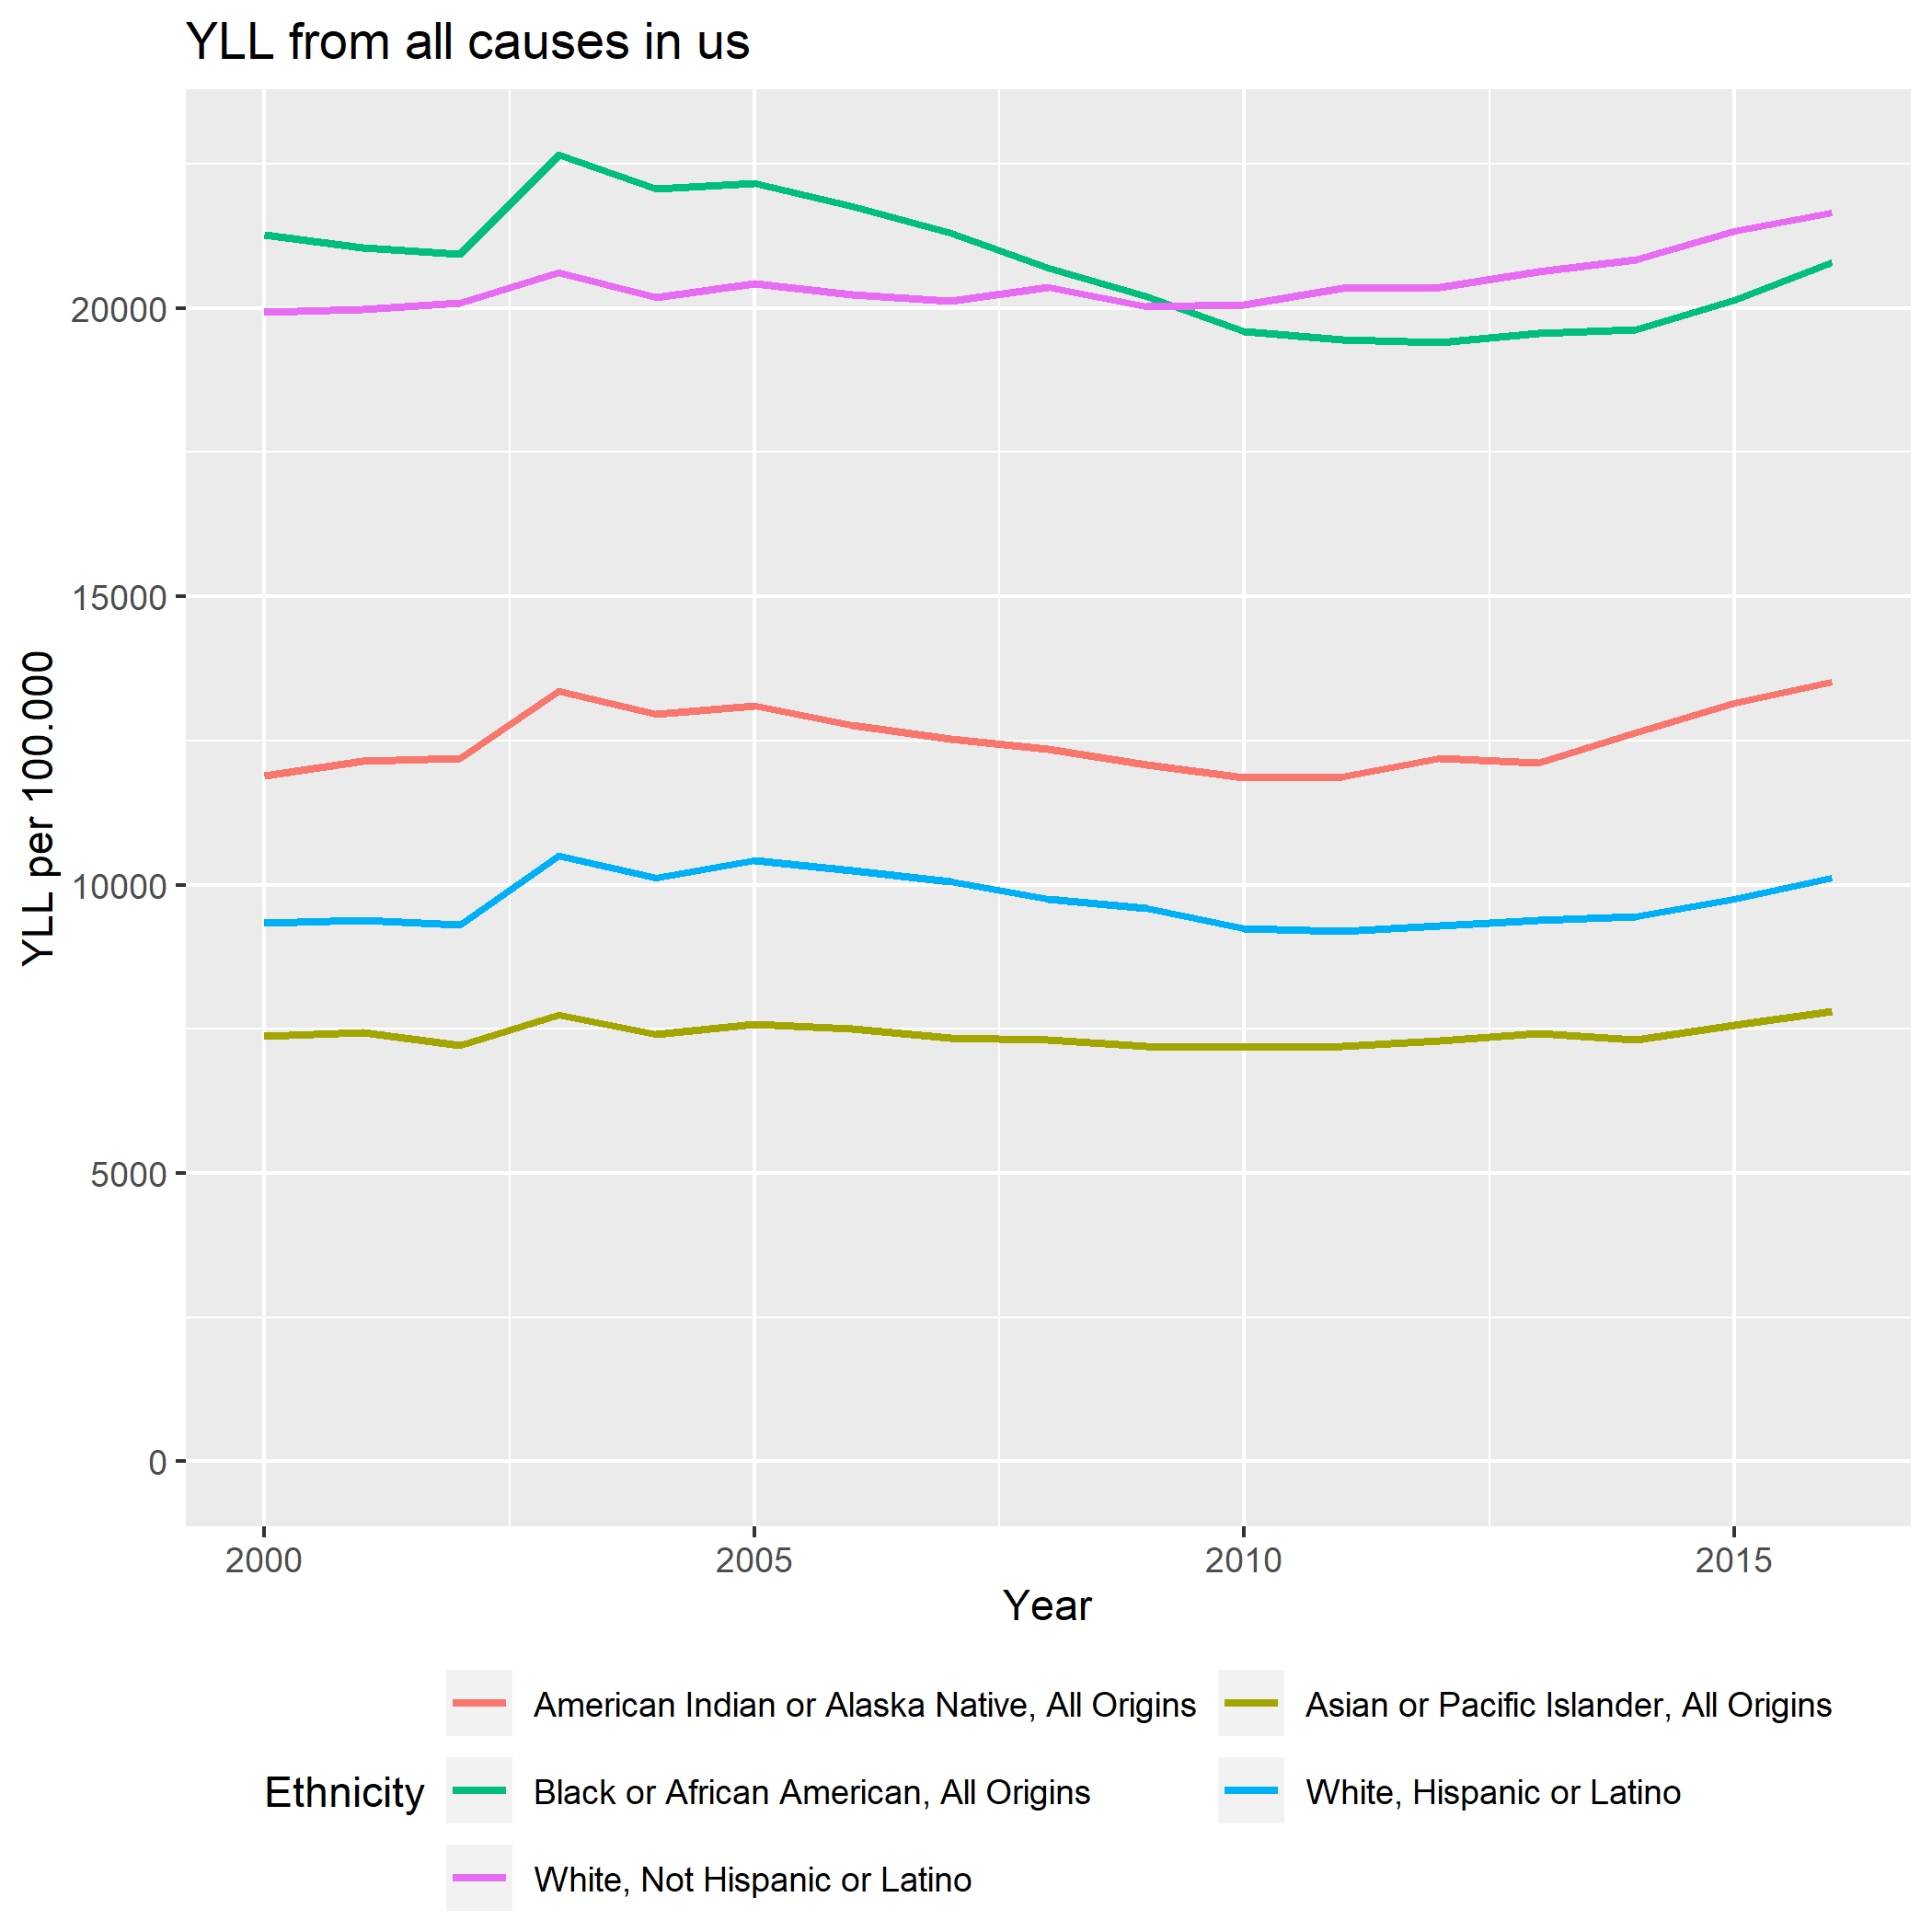 YLL from all causes in us
YLL per 100.000
20000
15000
10000
5000
0
2000 2005 2010 2015
Year
Ethnicity
American Indian or Alaska Native, All Origins
Asian or Pacific Islander, All Origins
Black or African American, All Origins
White, Hispanic or Latino
White, Not Hispanic or Latino